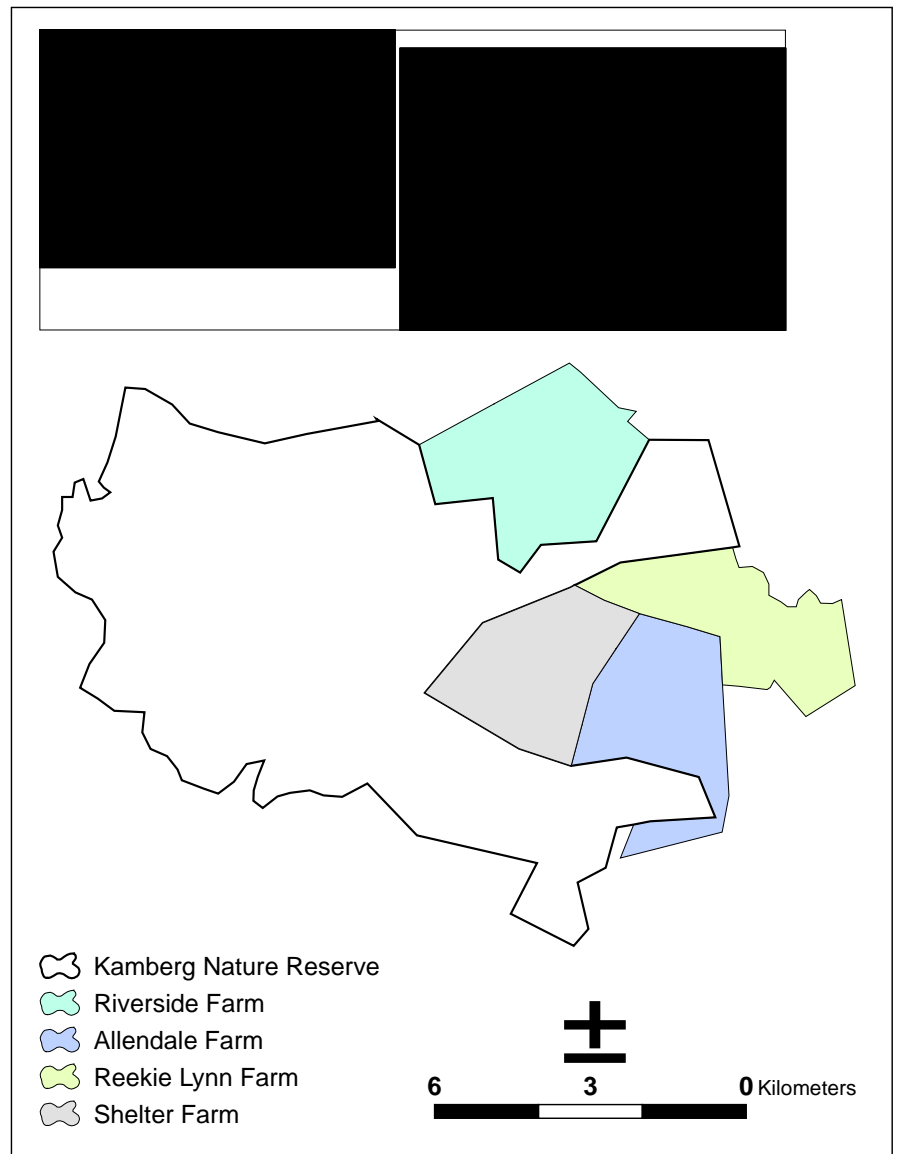 Kamberg Nature Reserve
Riverside Farm
Allendale Farm
Reekie Lynn Farm
Shelter Farm
±
6 3 0 Kilometers